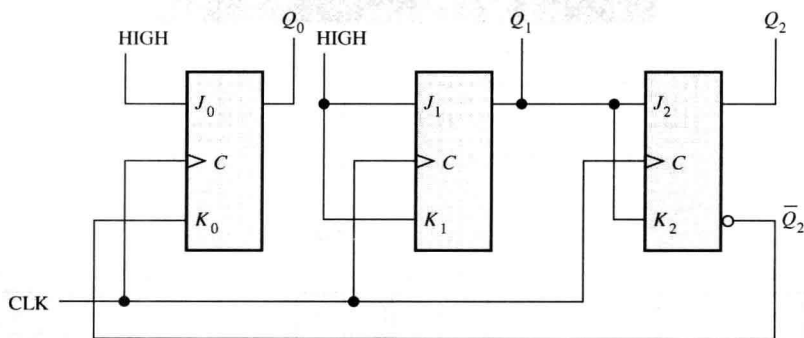 Q0 Q1 Q2
HIGH HIGH
J0 J1 J2
C C C
K0 K1 K2 Q̅2
CLK